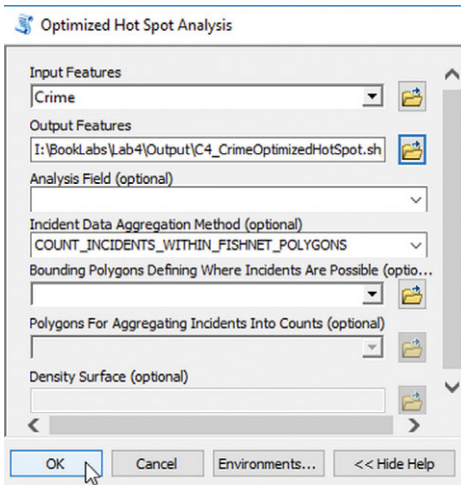 Optimized Hot Spot Analysis
Input Features
Crime
Output Features
I:\BookLabs\Lab4\Output\C4_CrimeOptimizedHotSpot.sh
Analysis Field (optional)
Incident Data Aggregation Method (optional)
COUNT_INCIDENTS_WITHIN_FISHNET_POLYGONS
Bounding Polygons Defining Where Incidents Are Possible (optio...
Polygons For Aggregating Incidents Into Counts (optional)
Density Surface (optional)
OK Cancel Environments... << Hide Help